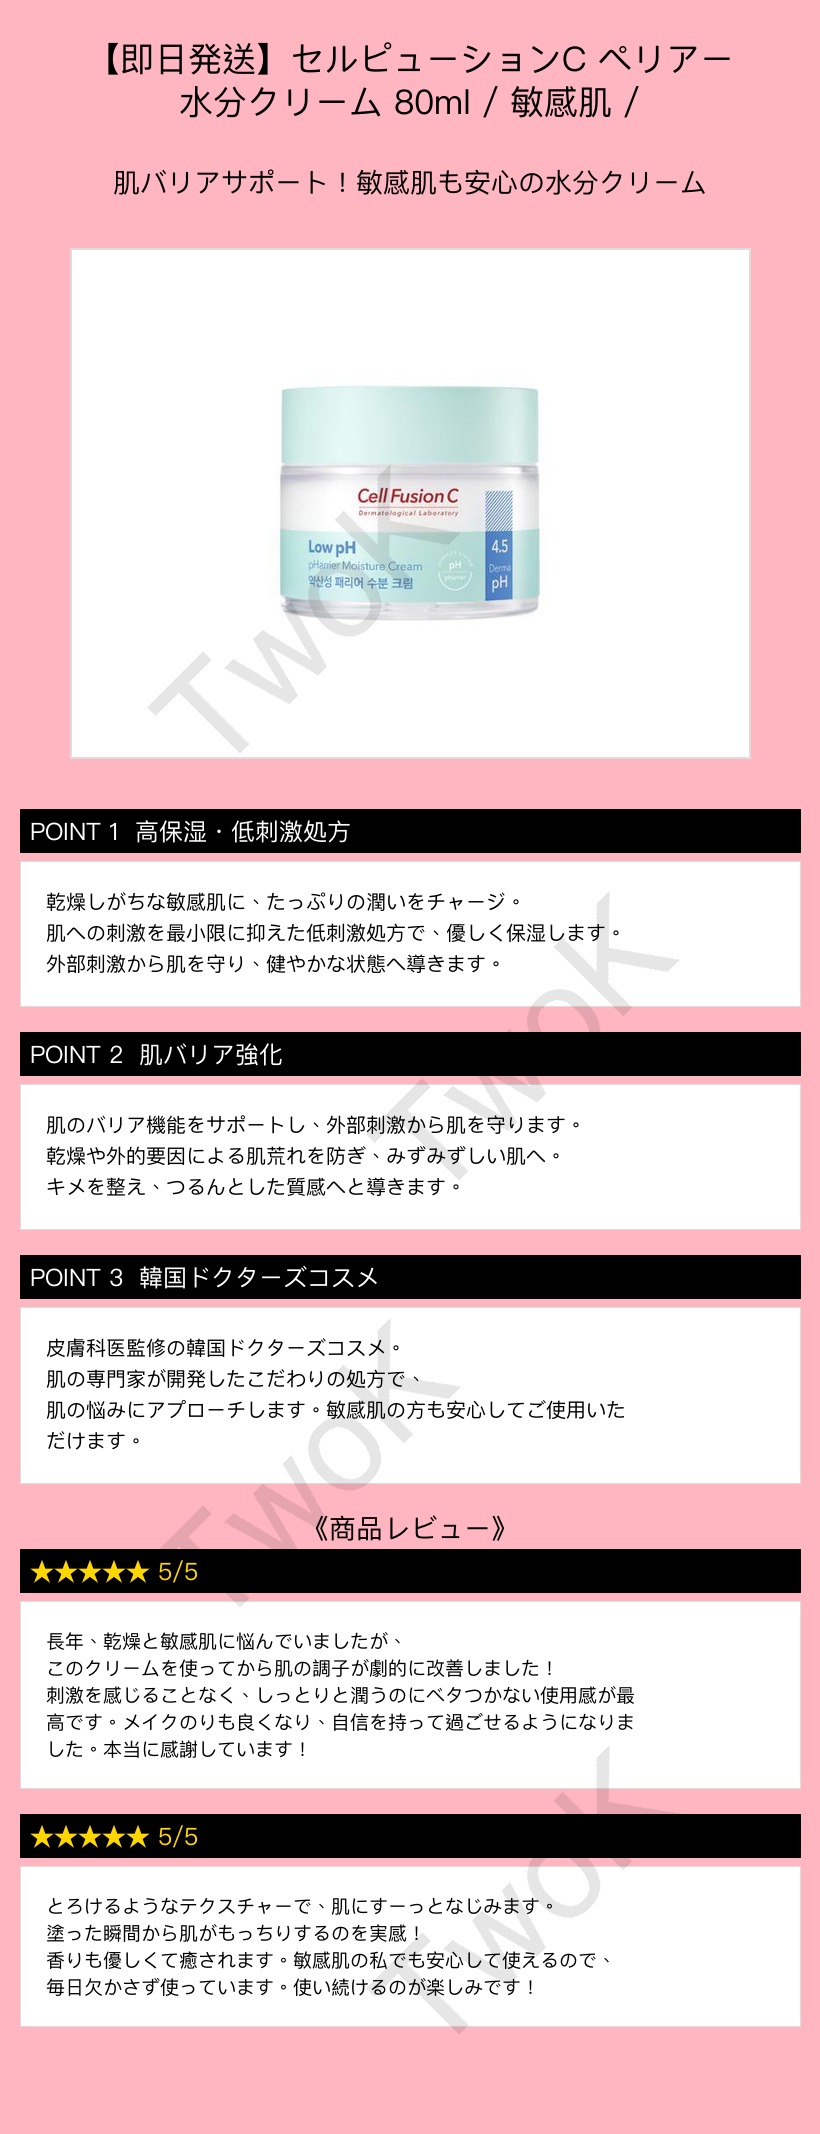 【即日発送】セルピューションC ペリアー
水分クリーム 80ml / 敏感肌 /
肌バリアサポート！敏感肌も安心の水分クリーム
Cell Fusion C
Dermatological Laboratory
Low pH
pHarrier Moisture Cream
약산성 패리어 수분 크림
pH
pHarrier
4.5
Derma
pH
TwoK
POINT 1 高保湿・低刺激処方
乾燥しがちな敏感肌に、たっぷりの潤いをチャージ。
肌への刺激を最小限に抑えた低刺激処方で、優しく保湿します。
外部刺激から肌を守り、健やかな状態へ導きます。
TwoK
POINT 2 肌バリア強化
肌のバリア機能をサポートし、外部刺激から肌を守ります。
乾燥や外的要因による肌荒れを防ぎ、みずみずしい肌へ。
キメを整え、つるんとした質感へと導きます。
POINT 3 韓国ドクターズコスメ
皮膚科医監修の韓国ドクターズコスメ。
肌の専門家が開発したこだわりの処方で、
肌の悩みにアプローチします。敏感肌の方も安心してご使用いた
だけます。
TwoK
《商品レビュー》
★★★★★ 5/5
長年、乾燥と敏感肌に悩んでいましたが、
このクリームを使ってから肌の調子が劇的に改善しました！
刺激を感じることなく、しっとりと潤うのにベタつかない使用感が最
高です。メイクのりも良くなり、自信を持って過ごせるようになりま
した。本当に感謝しています！
★★★★★ 5/5
とろけるようなテクスチャーで、肌にすーっとなじみます。
塗った瞬間から肌がもっちりするのを実感！
香りも優しくて癒されます。敏感肌の私でも安心して使えるので、
毎日欠かさず使っています。使い続けるのが楽しみです！
TwoK